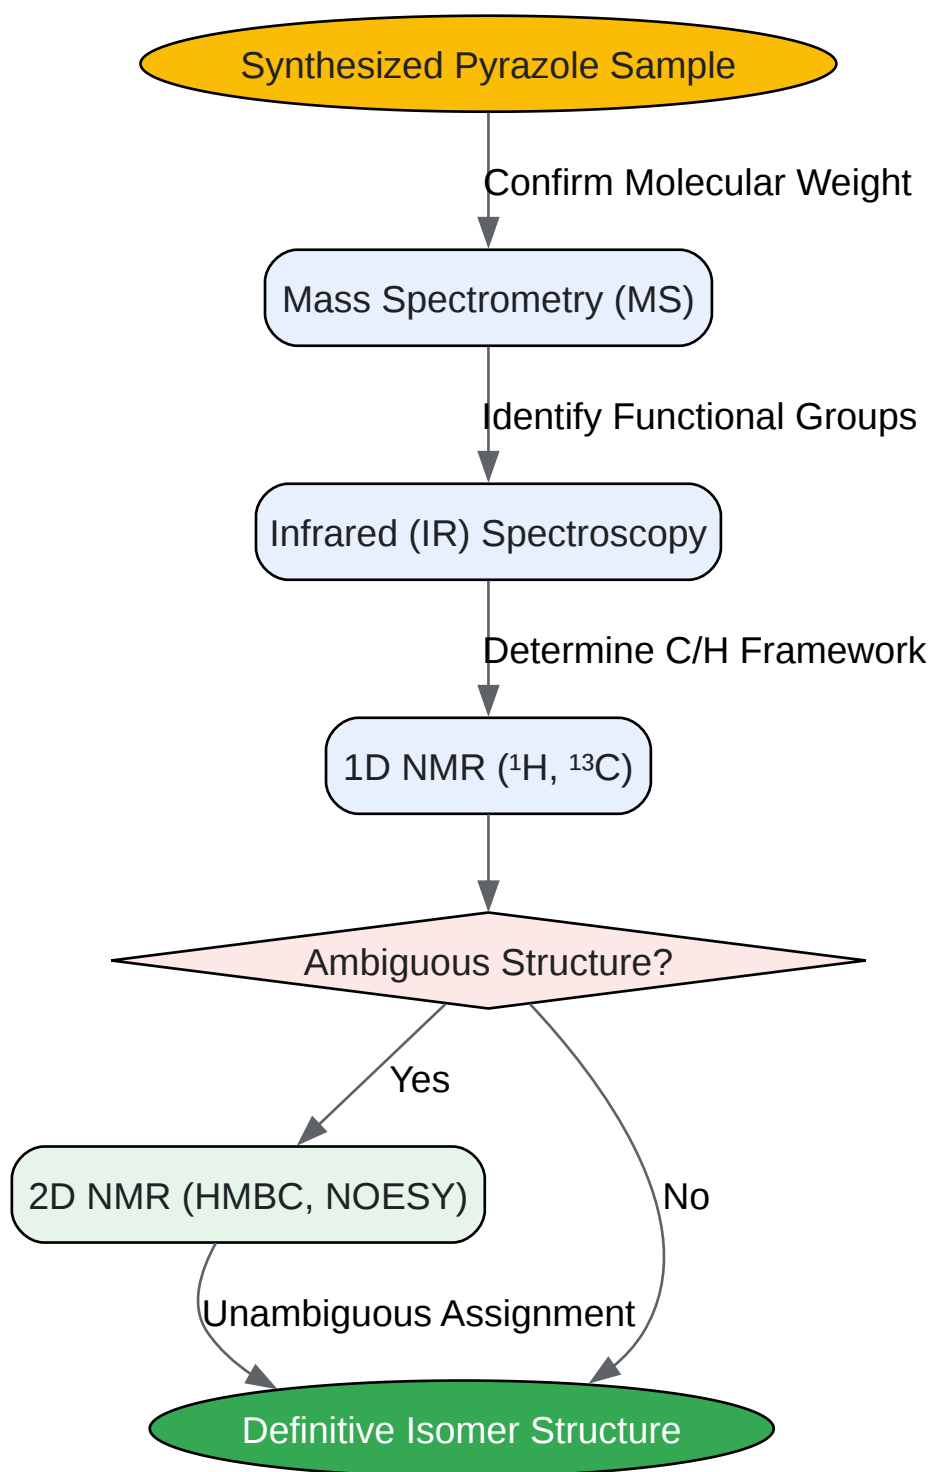 Synthesized Pyrazole Sample
Confirm Molecular Weight
Mass Spectrometry (MS)
Identify Functional Groups
Infrared (IR) Spectroscopy
Determine C/H Framework
1D NMR (¹H, ¹³C)
Ambiguous Structure?
Yes
2D NMR (HMBC, NOESY)
No
Unambiguous Assignment
Definitive Isomer Structure